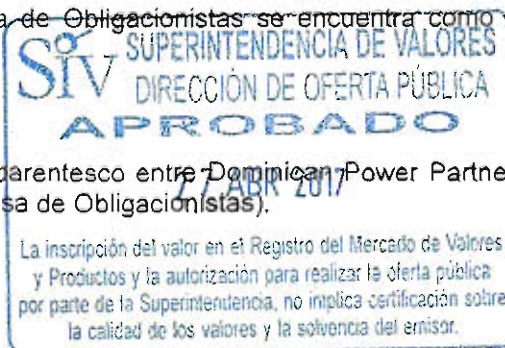 a de Obligacionistas se encuentra como
SIV SUPERINTENDENCIA DE VALORES
DIRECCIÓN DE OFERTA PÚBLICA
APROBADO
parentesco entre Dominican Power Partne
27 ABR 2017
sa de Obligacionistas).
La inscripción del valor en el Registro del Mercado de Valores
y Productos y la autorización para realizar la oferta pública
por parte de la Superintendencia, no implica certificación sobre
la calidad de los valores y la solvencia del emisor.